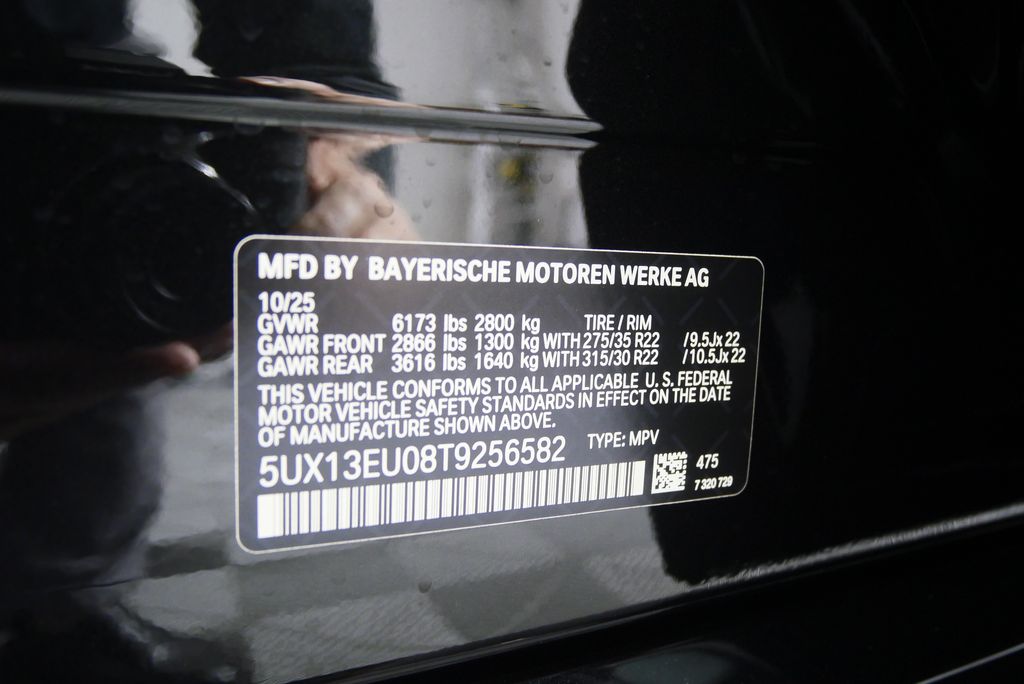 MFD BY BAYERISCHE MOTOREN WERKE AG
10/25
GVWR 6173 lbs 2800 kg TIRE / RIM
GAWR FRONT 2866 lbs 1300 kg WITH 275/35 R22 /9.5Jx 22
GAWR REAR 3616 lbs 1640 kg WITH 315/30 R22 /10.5Jx 22
THIS VEHICLE CONFORMS TO ALL APPLICABLE U. S. FEDERAL
MOTOR VEHICLE SAFETY STANDARDS IN EFFECT ON THE DATE
OF MANUFACTURE SHOWN ABOVE.
5UX13EU08T9256582 TYPE: MPV
475
7 320 729